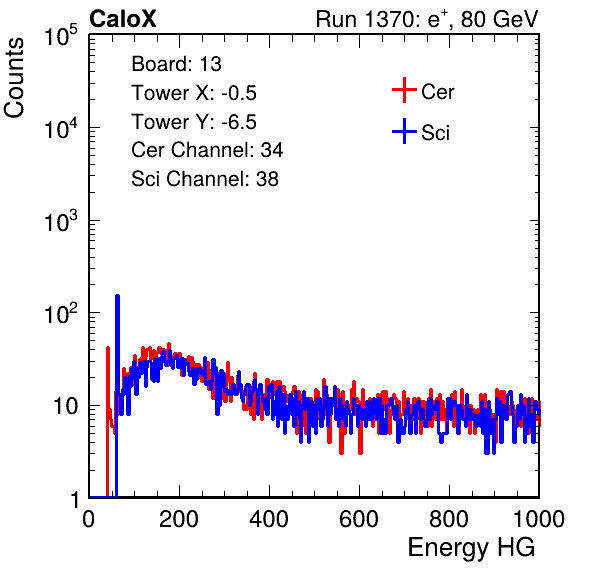 CaloX Run 1370: e+, 80 GeV
Counts
Board: 13
Tower X: -0.5
Tower Y: -6.5
Cer Channel: 34
Sci Channel: 38
Cer
Sci
10^5
10^4
10^3
10^2
10
1
0 200 400 600 800 1000
Energy HG